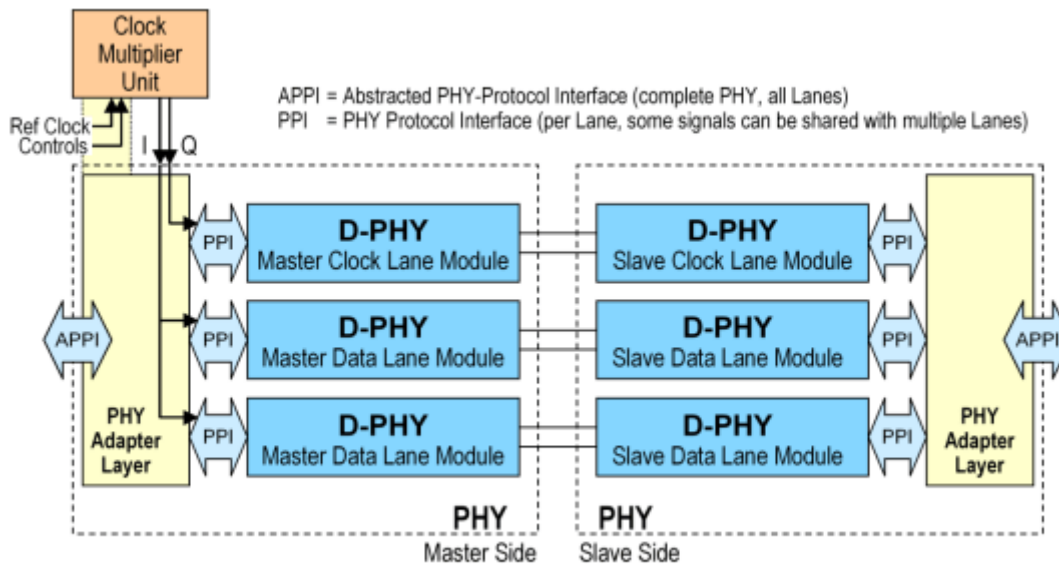 Clock
Multiplier
Unit
APPI = Abstracted PHY-Protocol Interface (complete PHY, all Lanes)
PPI = PHY Protocol Interface (per Lane, some signals can be shared with multiple Lanes)
Ref Clock
Controls
I Q
PPI
D-PHY
Master Clock Lane Module
D-PHY
Slave Clock Lane Module
PPI
APPI
PPI
D-PHY
Master Data Lane Module
D-PHY
Slave Data Lane Module
PPI
APPI
PHY
Adapter
Layer
PPI
D-PHY
Master Data Lane Module
D-PHY
Slave Data Lane Module
PPI
PHY
Adapter
Layer
PHY
Master Side
PHY
Slave Side